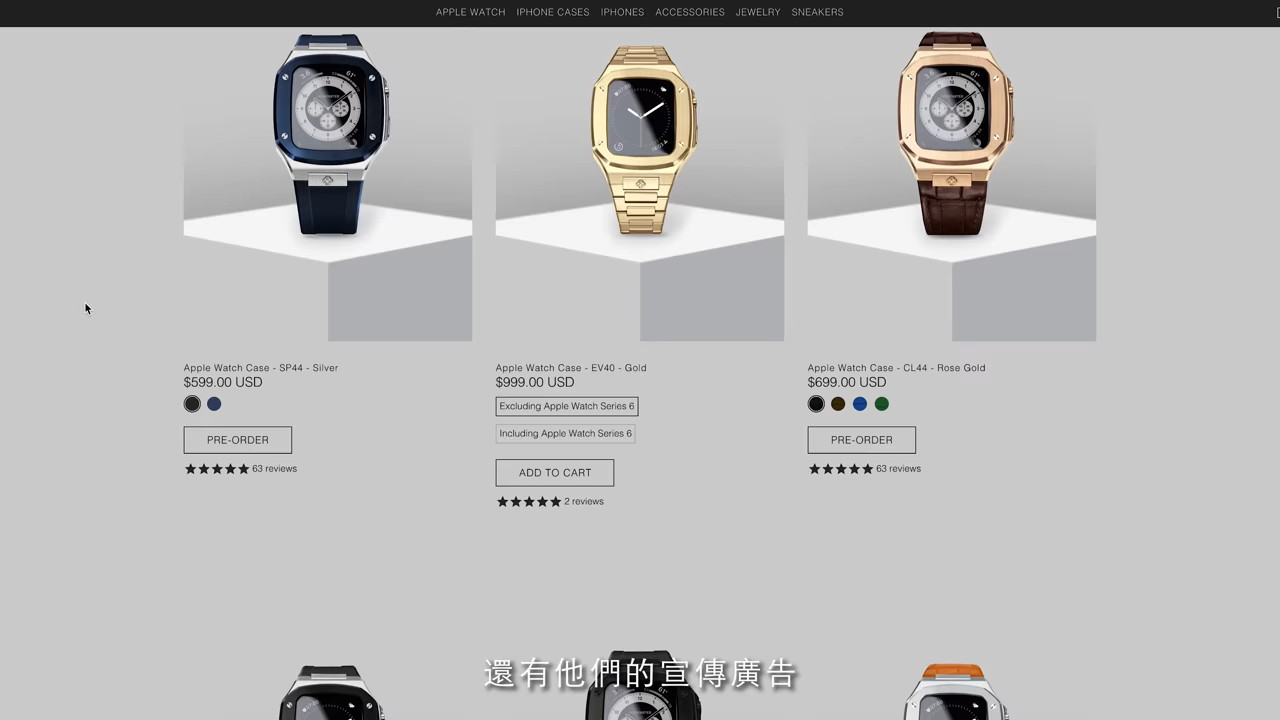 APPLE WATCH IPHONE CASES IPHONES ACCESSORIES JEWELRY SNEAKERS
Apple Watch Case - SP44 - Silver
$599.00 USD
PRE-ORDER
63 reviews
Apple Watch Case - EV40 - Gold
$999.00 USD
Excluding Apple Watch Series 6
Including Apple Watch Series 6
ADD TO CART
2 reviews
Apple Watch Case - CL44 - Rose Gold
$699.00 USD
PRE-ORDER
63 reviews
還有他們的宣傳廣告